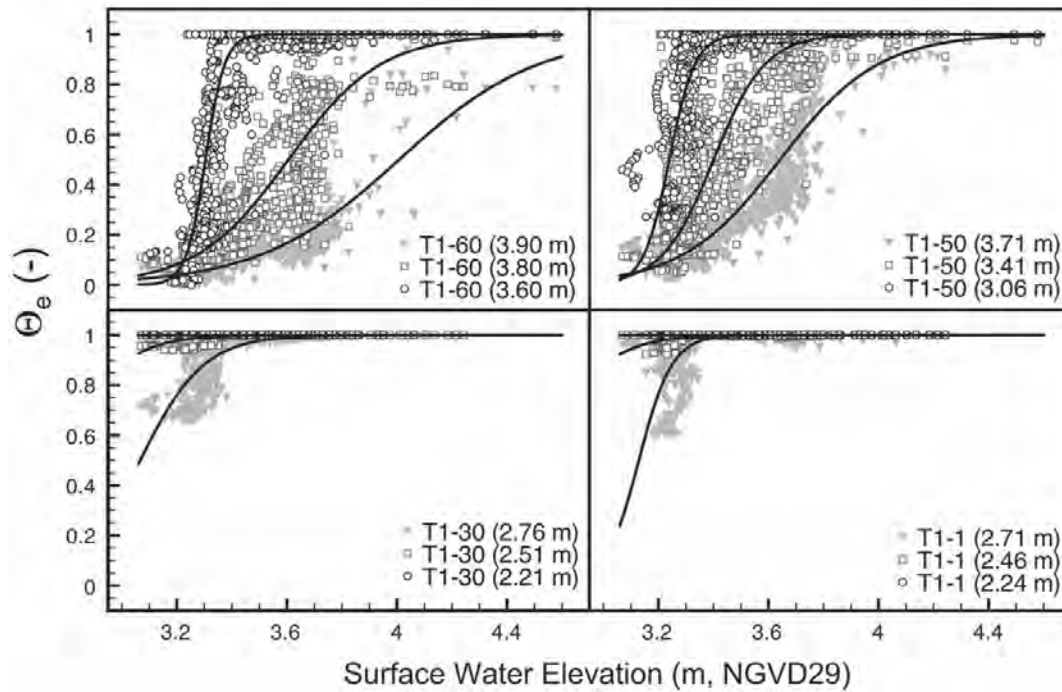 1
0.8
0.6
0.4
0.2
0
T1-60 (3.90 m)
T1-60 (3.80 m)
T1-60 (3.60 m)
T1-50 (3.71 m)
T1-50 (3.41 m)
T1-50 (3.06 m)
1
0.8
0.6
0.4
0.2
0
T1-30 (2.76 m)
T1-30 (2.51 m)
T1-30 (2.21 m)
T1-1 (2.71 m)
T1-1 (2.46 m)
T1-1 (2.24 m)
Θe (-)
3.2 3.6 4 4.4 3.2 3.6 4 4.4
Surface Water Elevation (m, NGVD29)